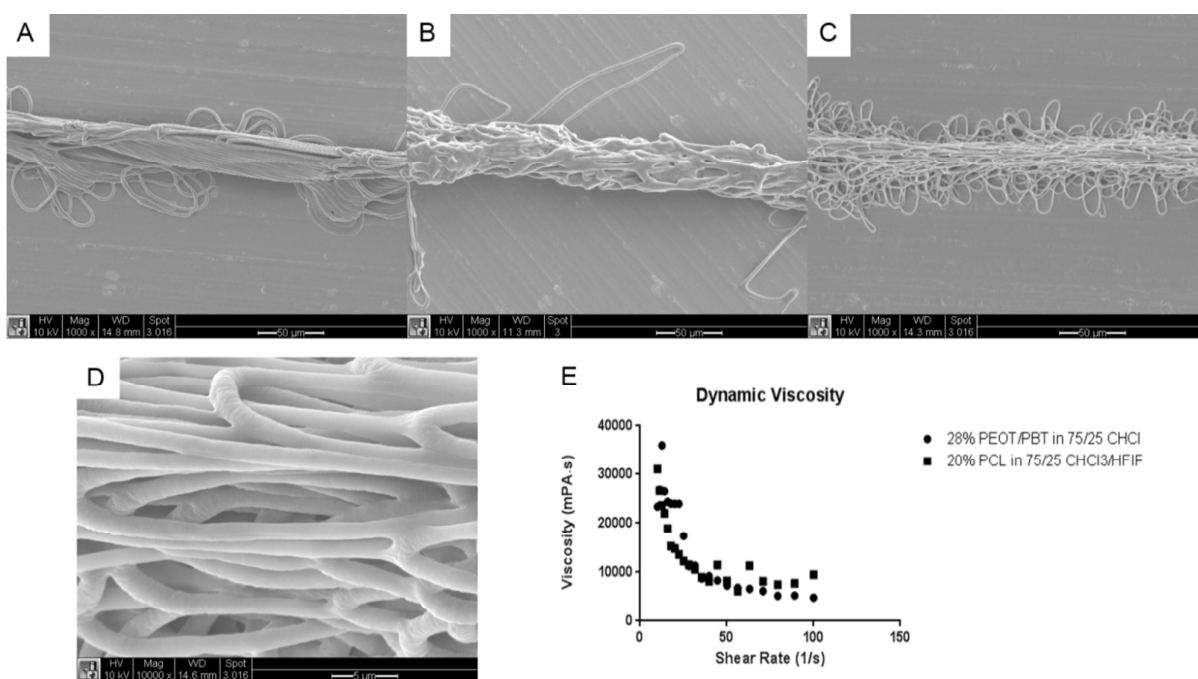 A
B
C
HV Mag WD Spot
10 kV 1000 x 14.8 mm 3.016 50 µm
HV Mag WD Spot
10 kV 1000 x 11.3 mm 3 50 µm
HV Mag WD Spot
10 kV 1000 x 14.3 mm 3.016 50 µm
D
HV Mag WD Spot
10 kV 10000 x 14.6 mm 3.016 5 µm
E
Dynamic Viscosity
40000
30000
20000
10000
0
Viscosity (mPA-s)
0 50 100 150
Shear Rate (1/s)
28% PEOT/PBT in 75/25 CHCl
20% PCL in 75/25 CHCl3/HFIF